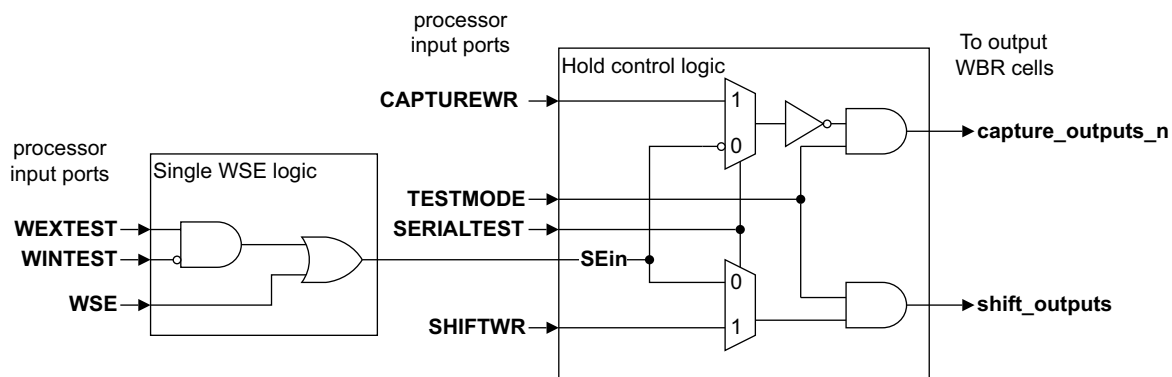 processor
input ports
To output
WBR cells
Hold control logic
CAPTUREWR
1
capture_outputs_n
0
processor
input ports
Single WSE logic
TESTMODE
WEXTEST
SERIALTEST
WINTEST
SEin
0
WSE
shift_outputs
SHIFTWR
1